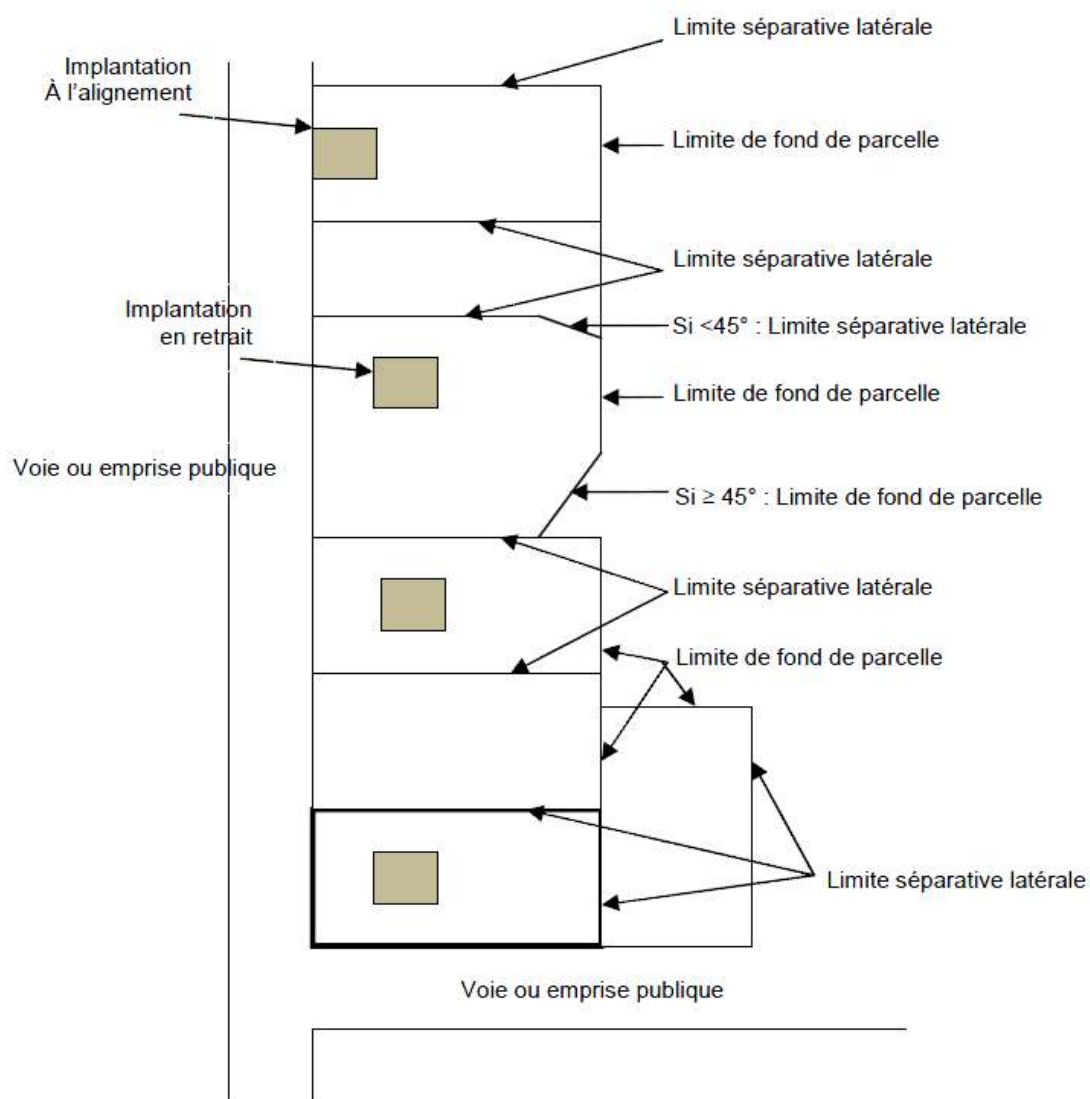 Limite séparative latérale
Implantation
À l'alignement
Limite de fond de parcelle
Limite séparative latérale
Implantation
en retrait
Si <45° : Limite séparative latérale
Limite de fond de parcelle
Voie ou emprise publique
Si ≥ 45° : Limite de fond de parcelle
Limite séparative latérale
Limite de fond de parcelle
Limite séparative latérale
Voie ou emprise publique